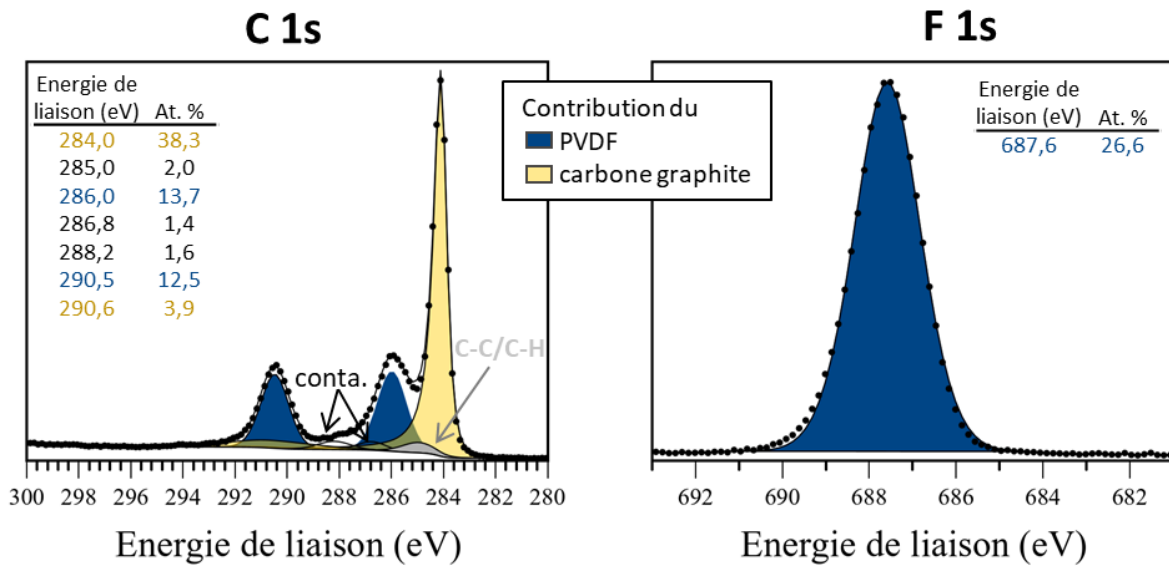 C 1s
Energie de
liaison (eV) At. %
284,0 38,3
285,0 2,0
286,0 13,7
286,8 1,4
288,2 1,6
290,5 12,5
290,6 3,9
conta.
C-C/C-H
300 298 296 294 292 290 288 286 284 282 280
Energie de liaison (eV)
Contribution du
PVDF
carbone graphite
F 1s
Energie de
liaison (eV) At. %
687,6 26,6
692 690 688 686 684 682
Energie de liaison (eV)